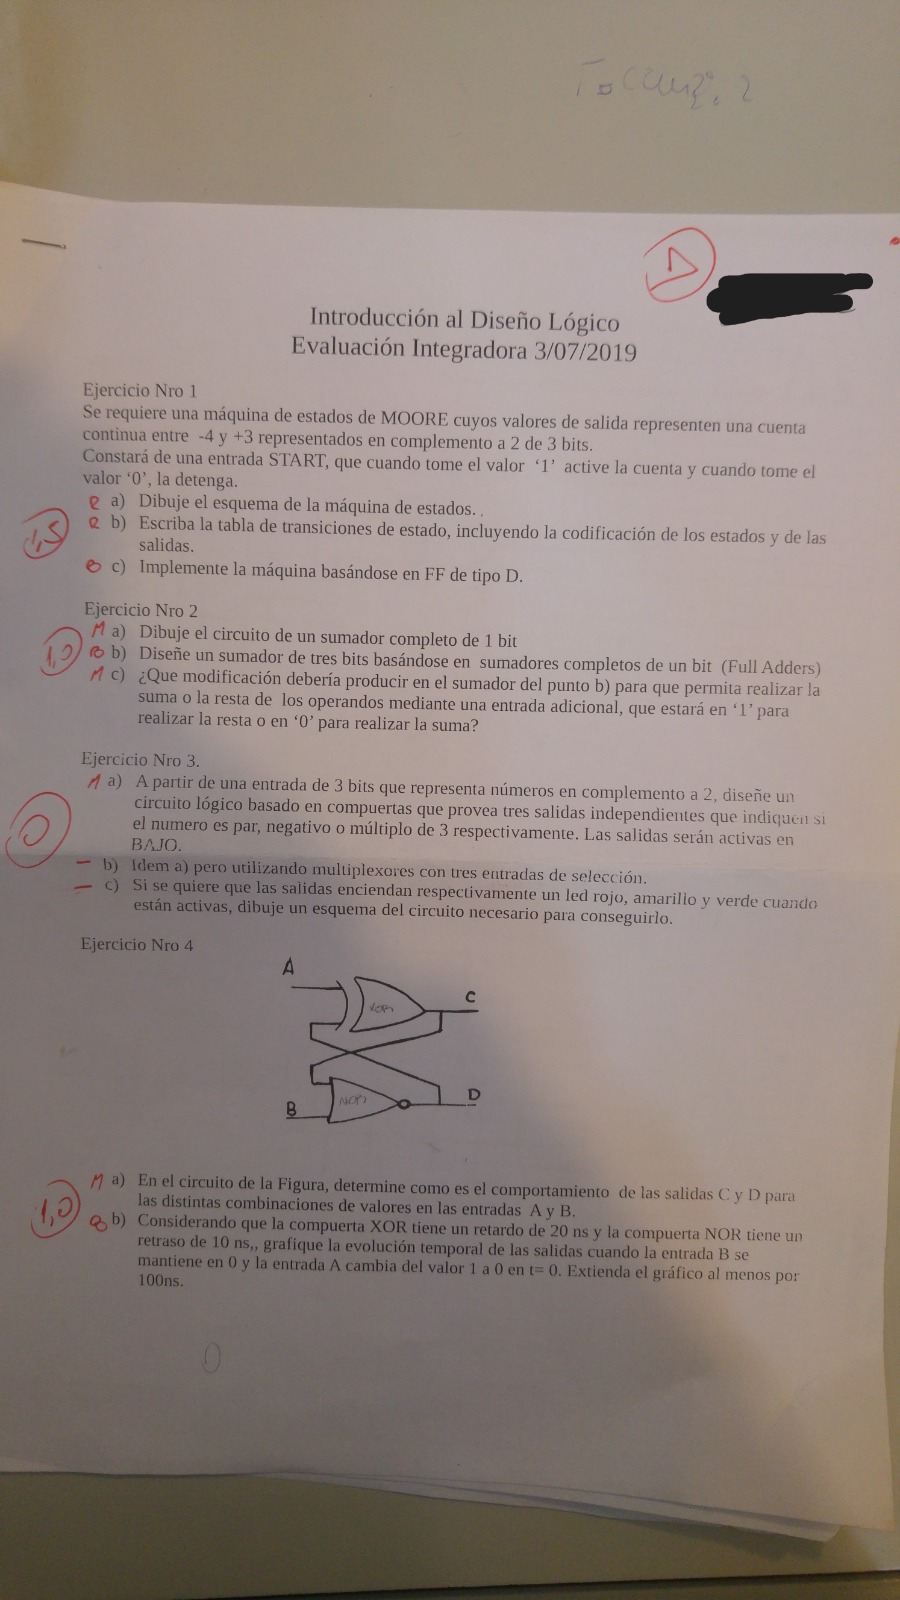 Introducción al Diseño Lógico
Evaluación Integradora 3/07/2019
Ejercicio Nro 1
Se requiere una máquina de estados de MOORE cuyos valores de salida representen una cuenta
continua entre -4 y +3 representados en complemento a 2 de 3 bits.
Constará de una entrada START, que cuando tome el valor ‘1’ active la cuenta y cuando tome el
valor ‘0’, la detenga.
R a) Dibuje el esquema de la máquina de estados.
R b) Escriba la tabla de transiciones de estado, incluyendo la codificación de los estados y de las
1,5
salidas.
B c) Implemente la máquina basándose en FF de tipo D.
Ejercicio Nro 2
M a) Dibuje el circuito de un sumador completo de 1 bit
1,0 B b) Diseñe un sumador de tres bits basándose en sumadores completos de un bit (Full Adders)
M c) ¿Que modificación debería producir en el sumador del punto b) para que permita realizar la
suma o la resta de los operandos mediante una entrada adicional, que estará en ‘1’ para
realizar la resta o en ‘0’ para realizar la suma?
Ejercicio Nro 3.
M a) A partir de una entrada de 3 bits que representa números en complemento a 2, diseñe un
circuito lógico basado en compuertas que provea tres salidas independientes que indiquen si
0 el numero es par, negativo o múltiplo de 3 respectivamente. Las salidas serán activas en
BAJO.
– b) Idem a) pero utilizando multiplexores con tres entradas de selección.
– c) Si se quiere que las salidas enciendan respectivamente un led rojo, amarillo y verde cuando
están activas, dibuje un esquema del circuito necesario para conseguirlo.
Ejercicio Nro 4
A
XOR
C
B
NOR
D
M a) En el circuito de la Figura, determine como es el comportamiento de las salidas C y D para
las distintas combinaciones de valores en las entradas A y B.
1,0 B b) Considerando que la compuerta XOR tiene un retardo de 20 ns y la compuerta NOR tiene un
retraso de 10 ns,, grafique la evolución temporal de las salidas cuando la entrada B se
mantiene en 0 y la entrada A cambia del valor 1 a 0 en t= 0. Extienda el gráfico al menos por
100ns.
0